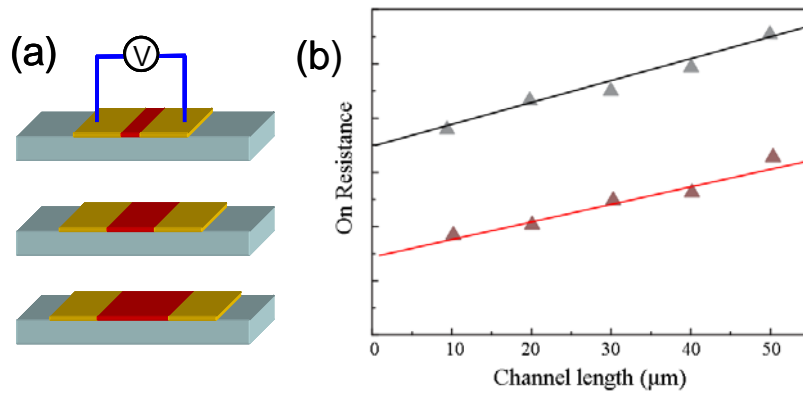 (a)
V
(b)
On Resistance
0 10 20 30 40 50
Channel length (μm)